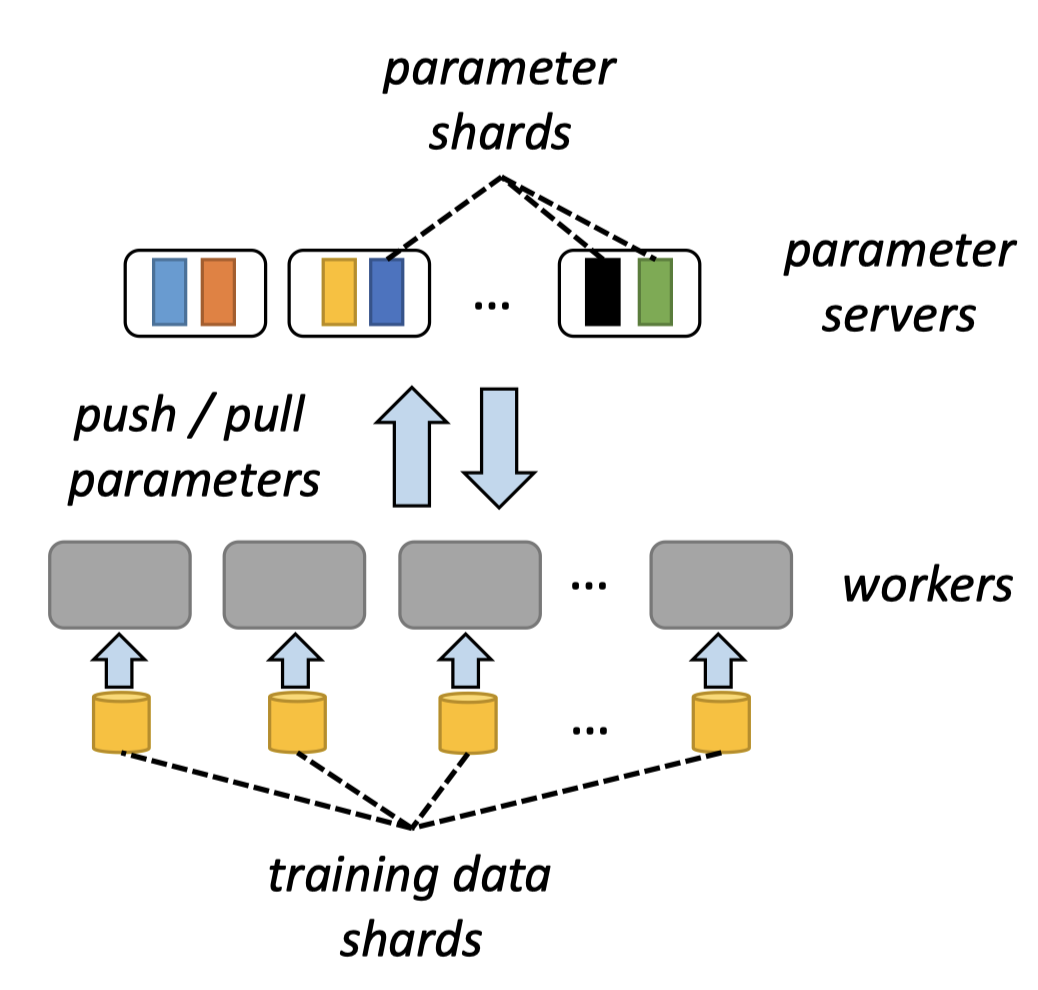 parameter
shards
parameter
servers
...
push / pull
parameters
...
workers
...
training data
shards